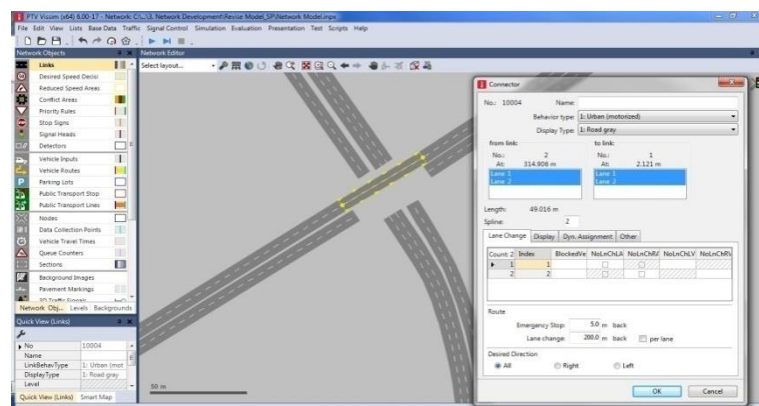 PTV Vissim (x64) 6.00-17 - Network: C:\...\3. Network Development\Revise Model_SP\Network Model.inpx
File Edit View Lists Base Data Traffic Signal Control Simulation Evaluation Presentation Test Scripts Help
Network Objects
Network Editor
Select layout...
Links
Desired Speed Decisi
Reduced Speed Areas
Conflict Areas
Priority Rules
Stop Signs
Signal Heads
Detectors
Vehicle Inputs
Vehicle Routes
Parking Lots
Public Transport Stop
Public Transport Lines
Nodes
Data Collection Points
Vehicle Travel Times
Queue Counters
Sections
Background Images
Pavement Markings
3D Traffic Signals
Network Obj... Levels Backgrounds
Quick View (Links)
No 10004
Name
LinkBehavType 1: Urban (mot
DisplayType 1: Road gray
Level
Quick View (Links) Smart Map
50 m
Connector
No.: 10004 Name:
Behavior type: 1: Urban (motorized)
Display Type: 1: Road gray
from link: to link:
No.: 2 No.: 1
At: 314.906 m At: 2.121 m
Lane 1 Lane 1
Lane 2 Lane 2
Length: 49.016 m
Spline: 2
Lane Change Display Dyn. Assignment Other
Count: 2 Index BlockedVe NoLnChLA NoLnChRA NoLnChLV NoLnChRV
1 1
2 2
Route
Emergency Stop: 5.0 m back
Lane change: 200.0 m back per lane
Desired Direction
All Right Left
OK Cancel